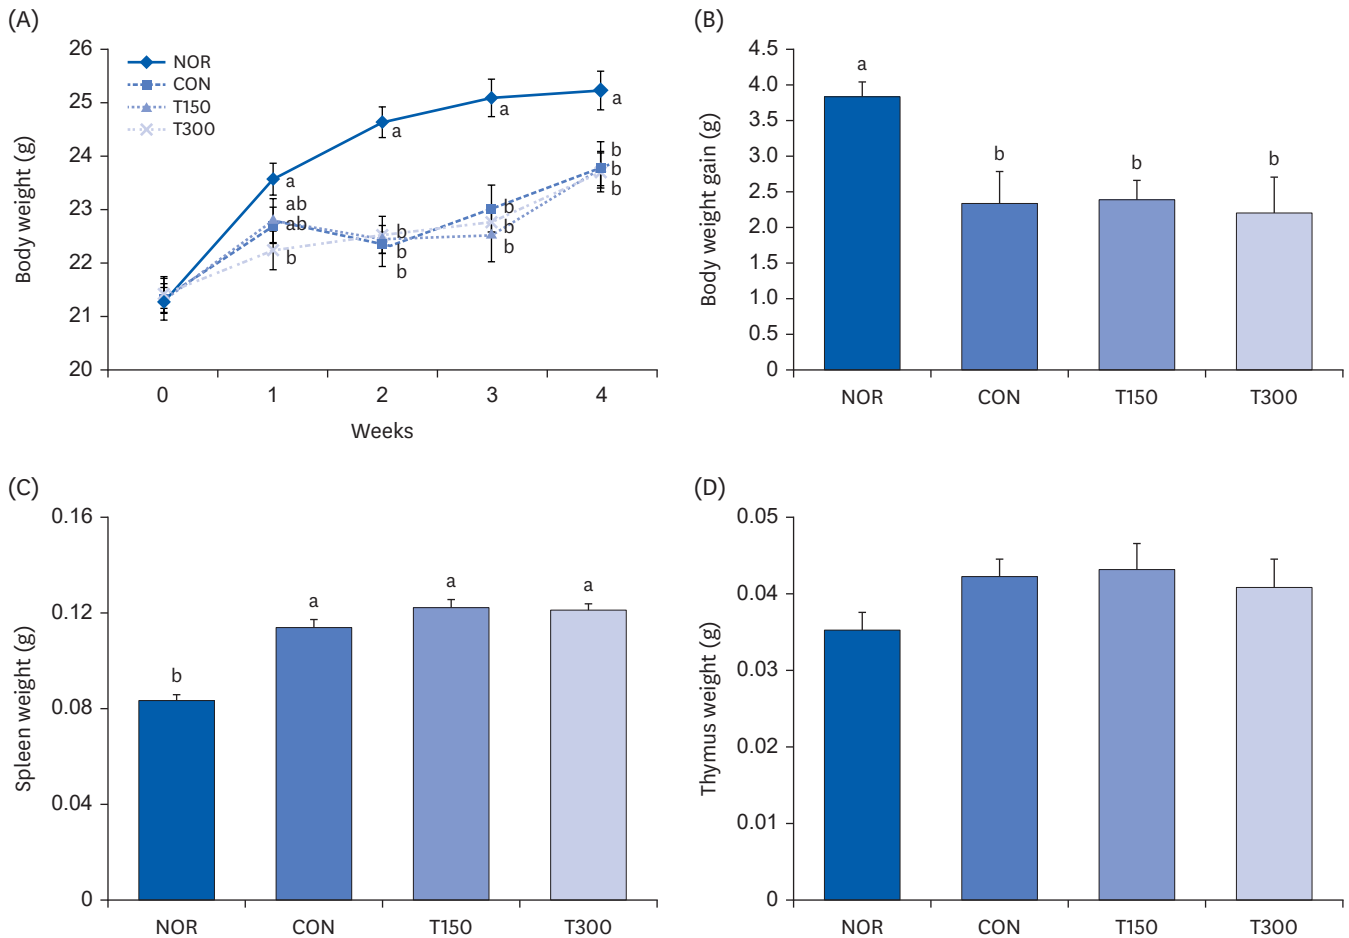 (A)
26
25
24
23
22
21
20
Body weight (g)
NOR
CON
T150
T300
a
ab
ab
b
a
b
b
b
a
b
b
b
a
b
b
b
0 1 2 3 4
Weeks
(B)
4.5
4.0
3.5
3.0
2.5
2.0
1.5
1.0
0.5
0
Body weight gain (g)
a
b
b
b
NOR CON T150 T300
(C)
0.16
0.12
0.08
0.04
0
Spleen weight (g)
b
a
a
a
NOR CON T150 T300
(D)
0.05
0.04
0.03
0.02
0.01
0
Thymus weight (g)
NOR CON T150 T300